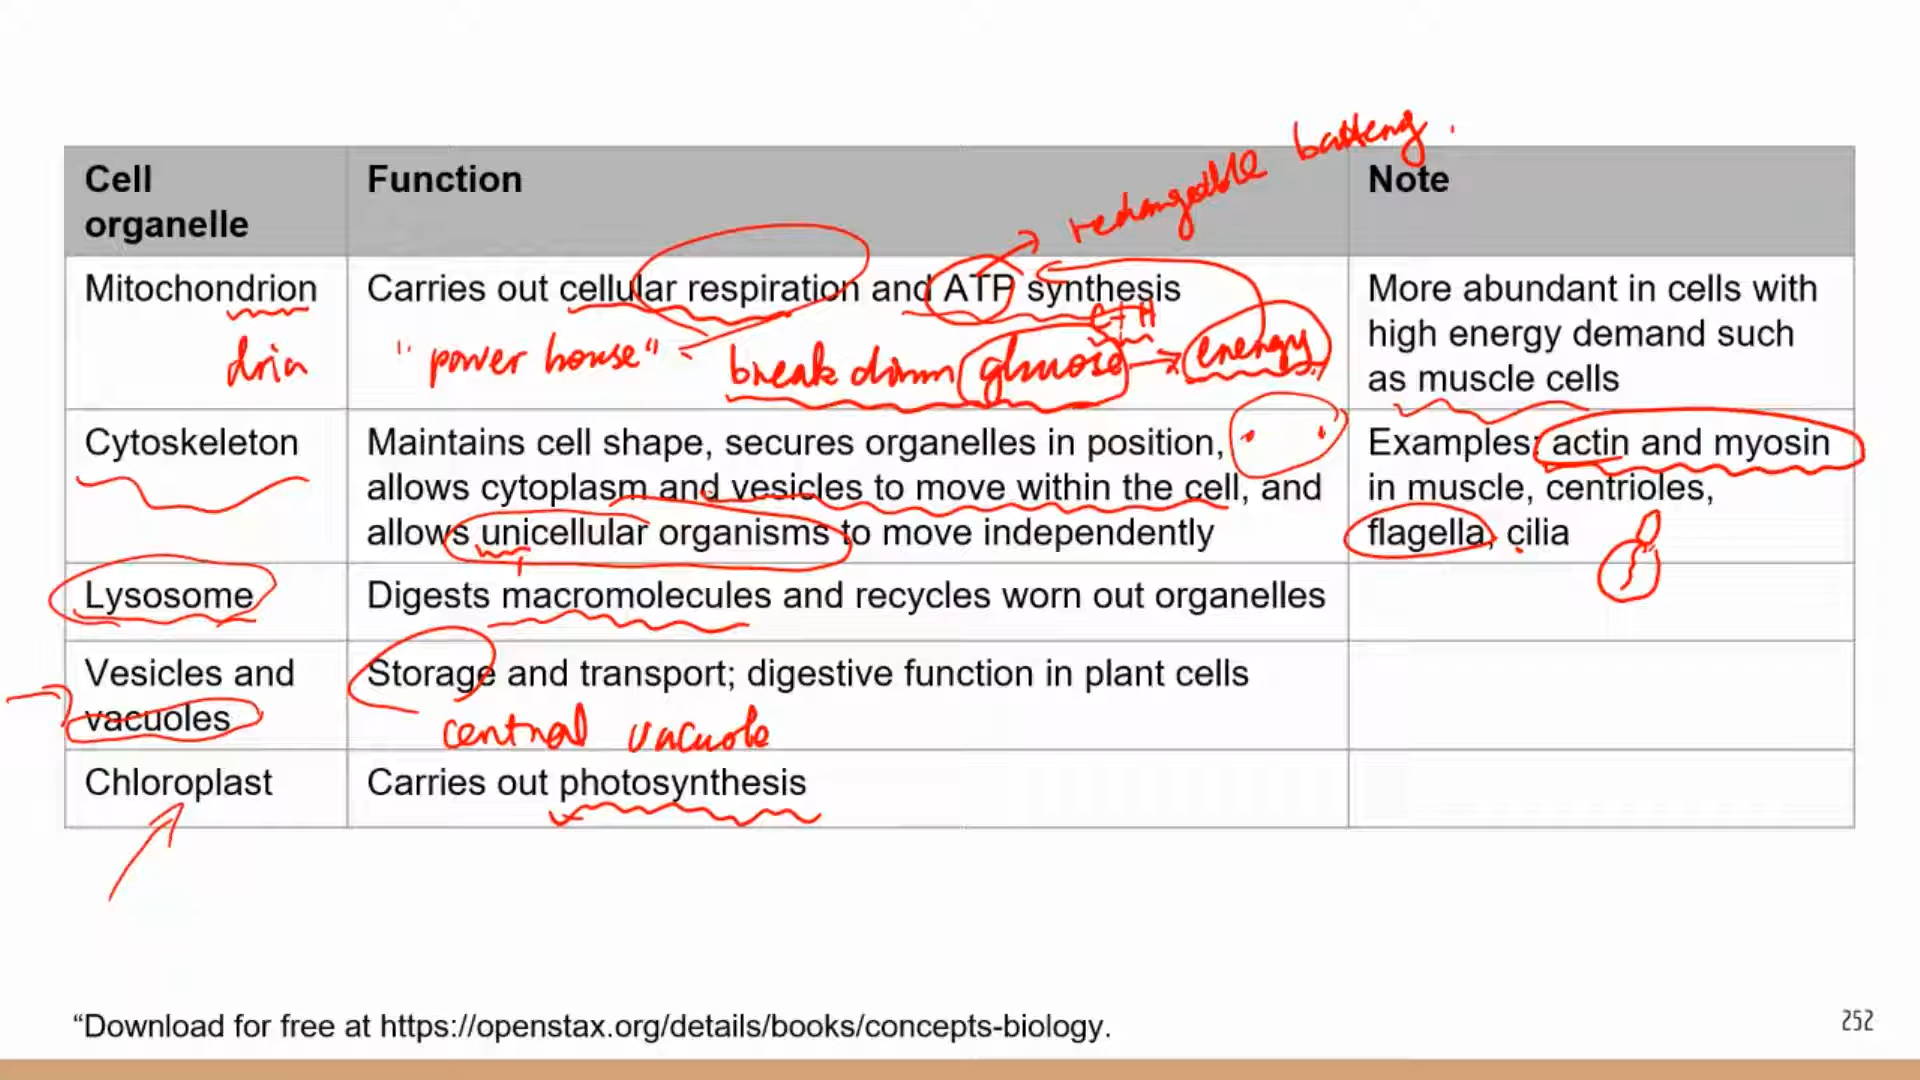 rechargeable battery.
Cell
organelle
Function
Note
Mitochondrion
dria
Carries out cellular respiration and ATP synthesis
C-H
"power house"
break down glucose → energy
More abundant in cells with
high energy demand such
as muscle cells
Cytoskeleton
Maintains cell shape, secures organelles in position,
allows cytoplasm and vesicles to move within the cell, and
allows unicellular organisms to move independently
Examples: actin and myosin
in muscle, centrioles,
flagella, cilia
Lysosome
Digests macromolecules and recycles worn out organelles
Vesicles and
vacuoles
Storage and transport; digestive function in plant cells
central vacuole
Chloroplast
Carries out photosynthesis
“Download for free at https://openstax.org/details/books/concepts-biology.
252